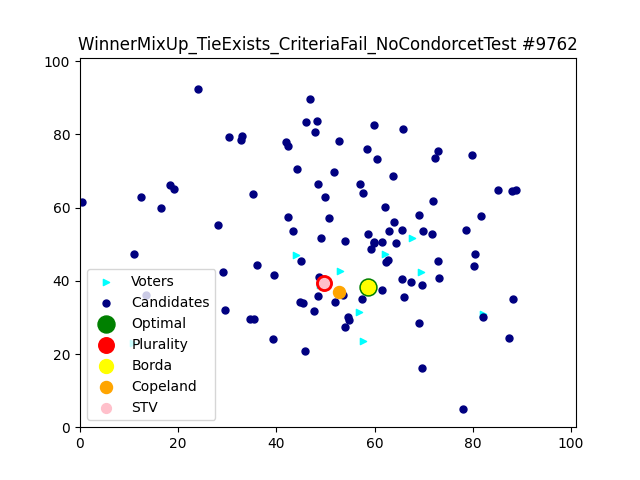 WinnerMixUp_TieExists_CriteriaFail_NoCondorcetTest #9762
100
80
60
40
20
0
Voters
Candidates
Optimal
Plurality
Borda
Copeland
STV
0 20 40 60 80 100